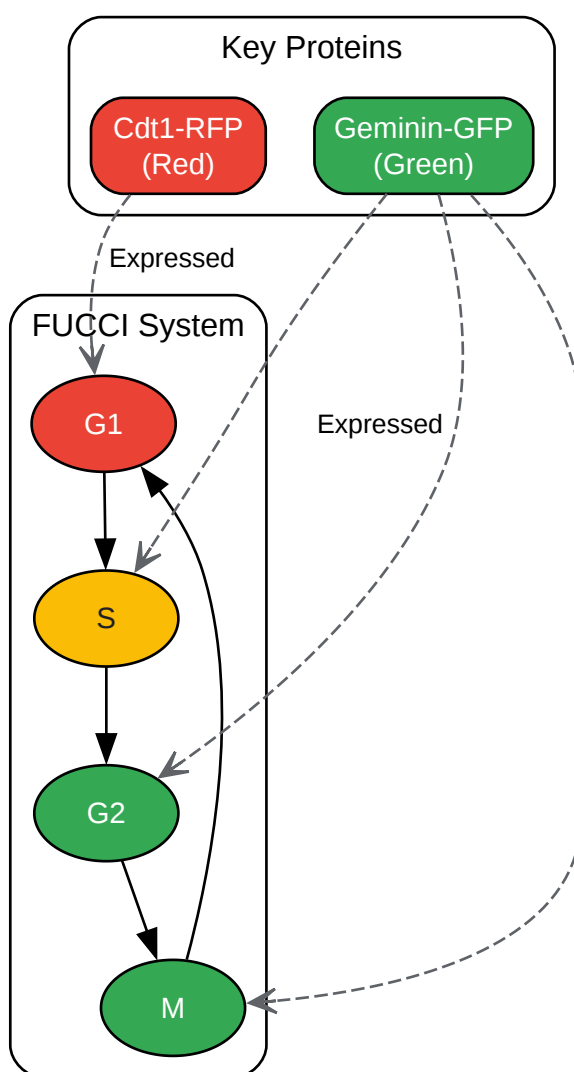 Key Proteins
Cdt1-RFP
(Red)
Geminin-GFP
(Green)
Expressed
FUCCI System
G1
Expressed
S
G2
M